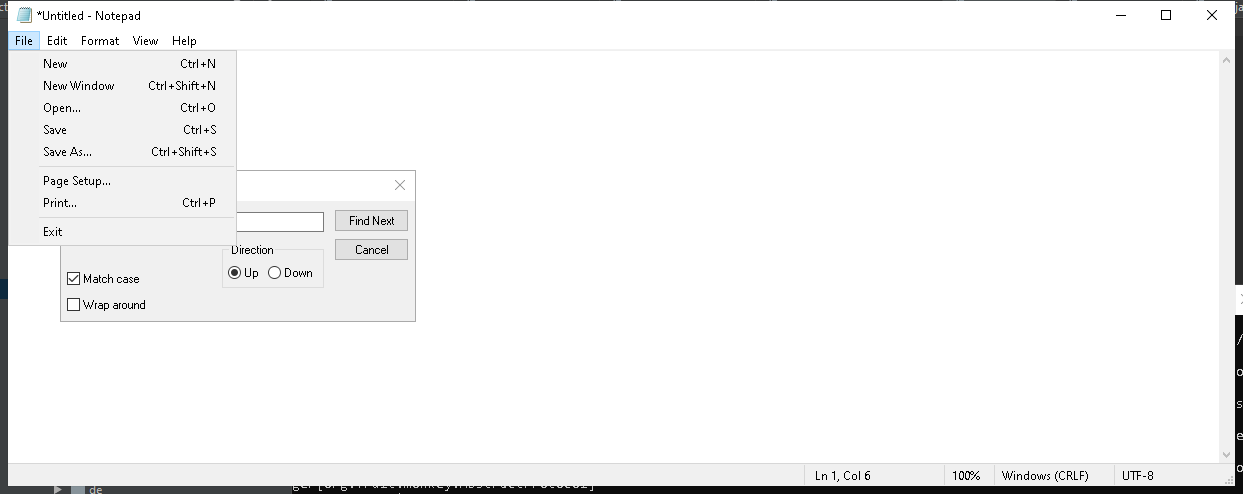 *Untitled - Notepad
File Edit Format View Help
New Ctrl+N
New Window Ctrl+Shift+N
Open... Ctrl+O
Save Ctrl+S
Save As... Ctrl+Shift+S
Page Setup...
Print... Ctrl+P
Exit
Find Next
Direction
Cancel
Up Down
Match case
Wrap around
Ln 1, Col 6 100% Windows (CRLF) UTF-8
de